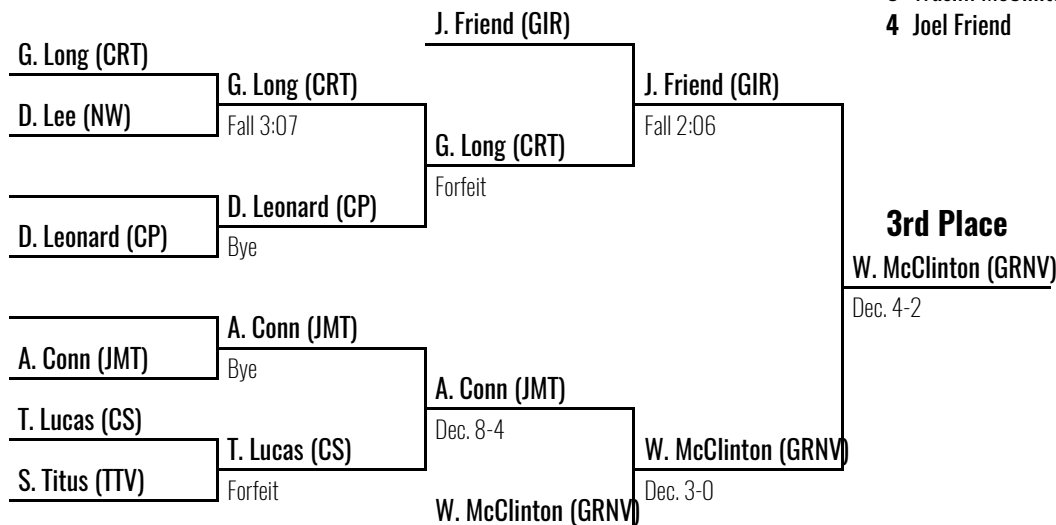 4 Joel Friend
G. Long (CRT)
D. Lee (NW)
D. Leonard (CP)
A. Conn (JMT)
T. Lucas (CS)
S. Titus (TTV)
G. Long (CRT)
Fall 3:07
D. Leonard (CP)
Bye
A. Conn (JMT)
Bye
T. Lucas (CS)
Forfeit
J. Friend (GIR)
G. Long (CRT)
Forfeit
A. Conn (JMT)
Dec. 8-4
W. McClinton (GRNV)
J. Friend (GIR)
Fall 2:06
W. McClinton (GRNV)
Dec. 3-0
3rd Place
W. McClinton (GRNV)
Dec. 4-2